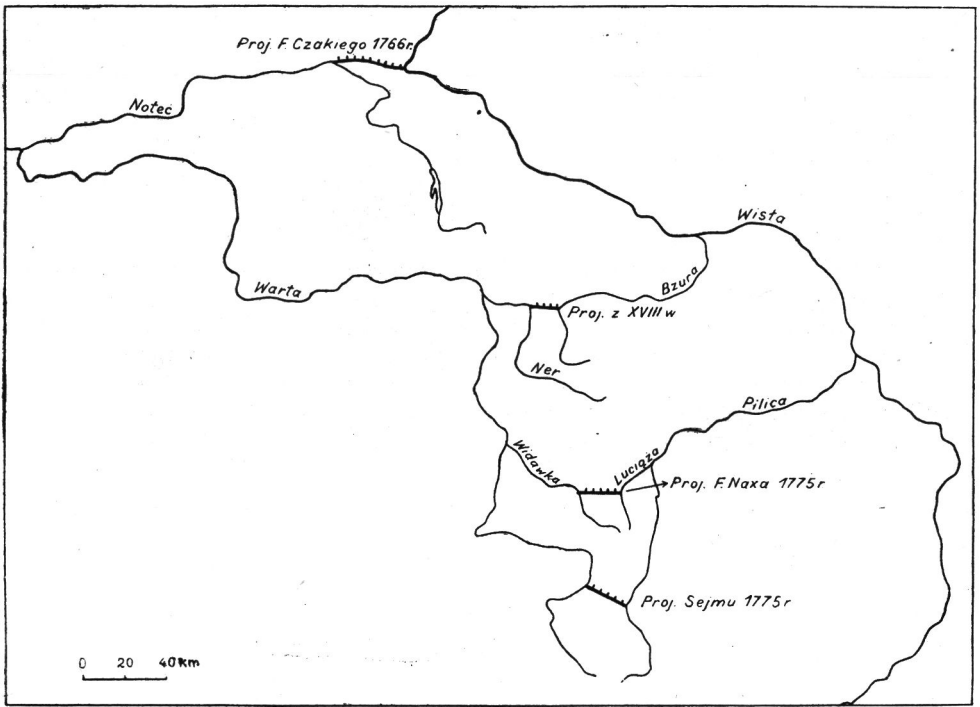 Proj. F. Czakiego 1766r.
Noteć
Wisła
Warta
Bzura
Proj. z XVIII w
Ner
Pilica
Widawka
Luciąża
Proj. F. Naxa 1775r
Proj. Sejmu 1775r
0 20 40km